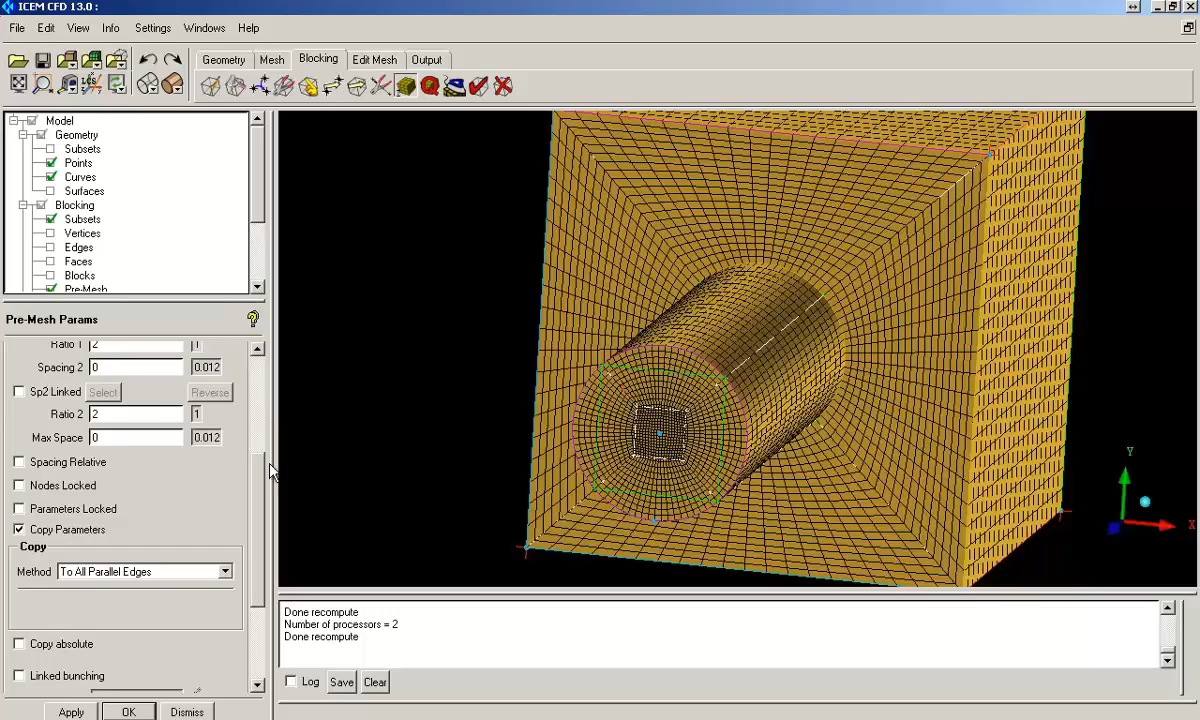 ICEM CFD 13.0 :
File Edit View Info Settings Windows Help
Geometry Mesh Blocking Edit Mesh Output
Model
Geometry
Subsets
Points
Curves
Surfaces
Blocking
Subsets
Vertices
Edges
Faces
Blocks
Pre-Mesh
Pre-Mesh Params
Ratio 1 2 1
Spacing 2 0 0.012
Sp2 Linked Select Reverse
Ratio 2 2 1
Max Space 0 0.012
Spacing Relative
Nodes Locked
Parameters Locked
Copy Parameters
Copy
Method To All Parallel Edges
Copy absolute
Linked bunching
Apply OK Dismiss
Y
X
Done recompute
Number of processors = 2
Done recompute
Log Save Clear